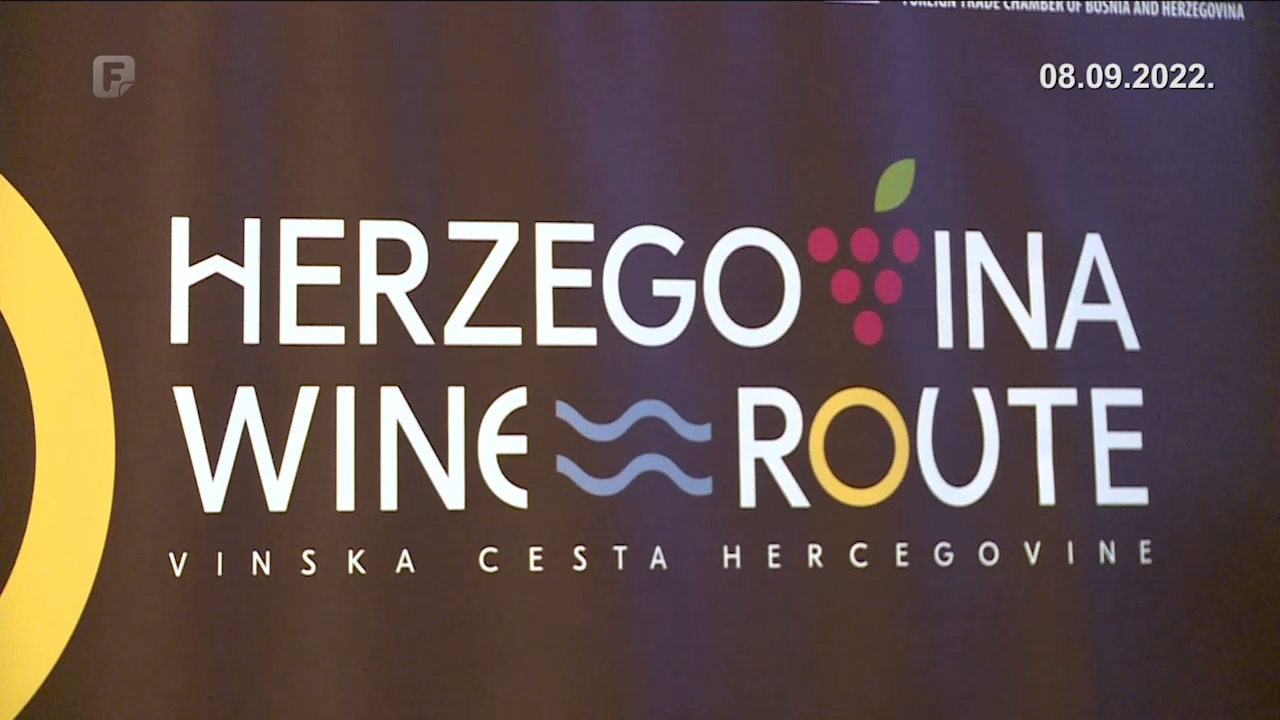 FOREIGN TRADE CHAMBER OF BOSNIA AND HERZEGOVINA
F
08.09.2022.
HERZEGOVINA
WINE ROUTE
VINSKA CESTA HERCEGOVINE